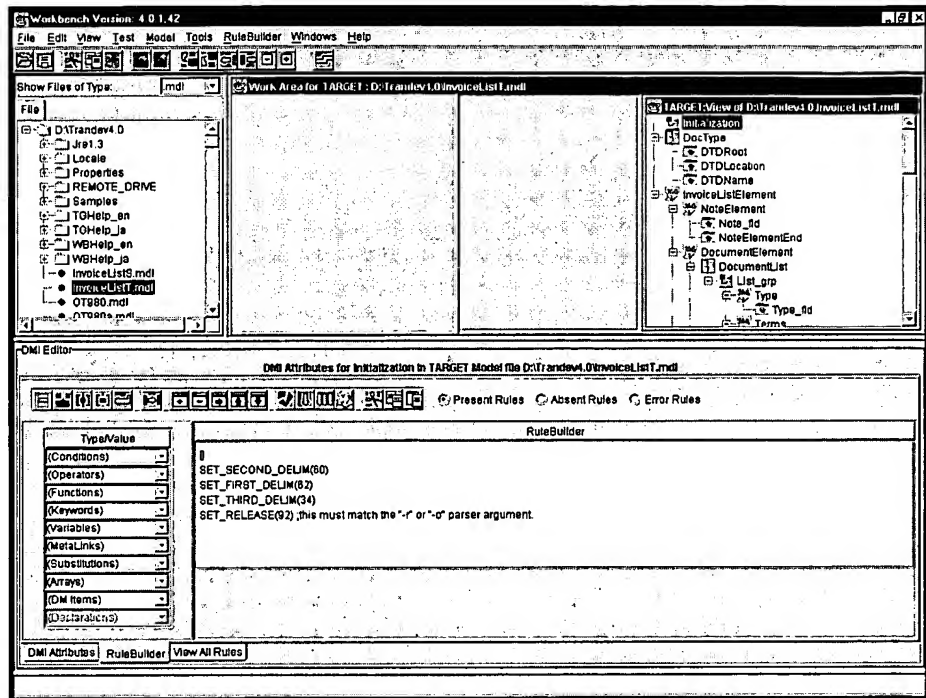 Workbench Version: 4.0.1.42
File Edit View Test Model Tools RuleBuilder Windows Help
Show Files of Type: .mdl
File
D:\Trandev4.0
Jre1.3
Locale
Properties
REMOTE_DRIVE
Samples
TGHelp_en
TGHelp_ja
WBHelp_en
WBHelp_ja
InvoiceListS.mdl
InvoiceListT.mdl
OT980.mdl
OT980a.mdl
Work Area for TARGET : D:\Trandev4.0\InvoiceListT.mdl
TARGET:View of D:\Trandev4.0\InvoiceListT.mdl
Initialization
DocType
DTDRoot
DTDLocation
DTDName
InvoiceListElement
NoteElement
Note_fld
NoteElementEnd
DocumentElement
DocumentList
List_grp
Type
Type_fld
Terms
DMI Editor
DMI Attributes for Initialization in TARGET Model file D:\Trandev4.0\InvoiceListT.mdl
Present Rules Absent Rules Error Rules
Type/Value
(Conditions)
(Operators)
(Functions)
(Keywords)
(Variables)
(MetaLinks)
(Substitutions)
(Arrays)
(DM Items)
(Declarations)
RuleBuilder
[]
SET_SECOND_DELIM(60)
SET_FIRST_DELIM(62)
SET_THIRD_DELIM(34)
SET_RELEASE(92) ;this must match the "-r" or "-o" parser argument.
DMI Attributes RuleBuilder View All Rules